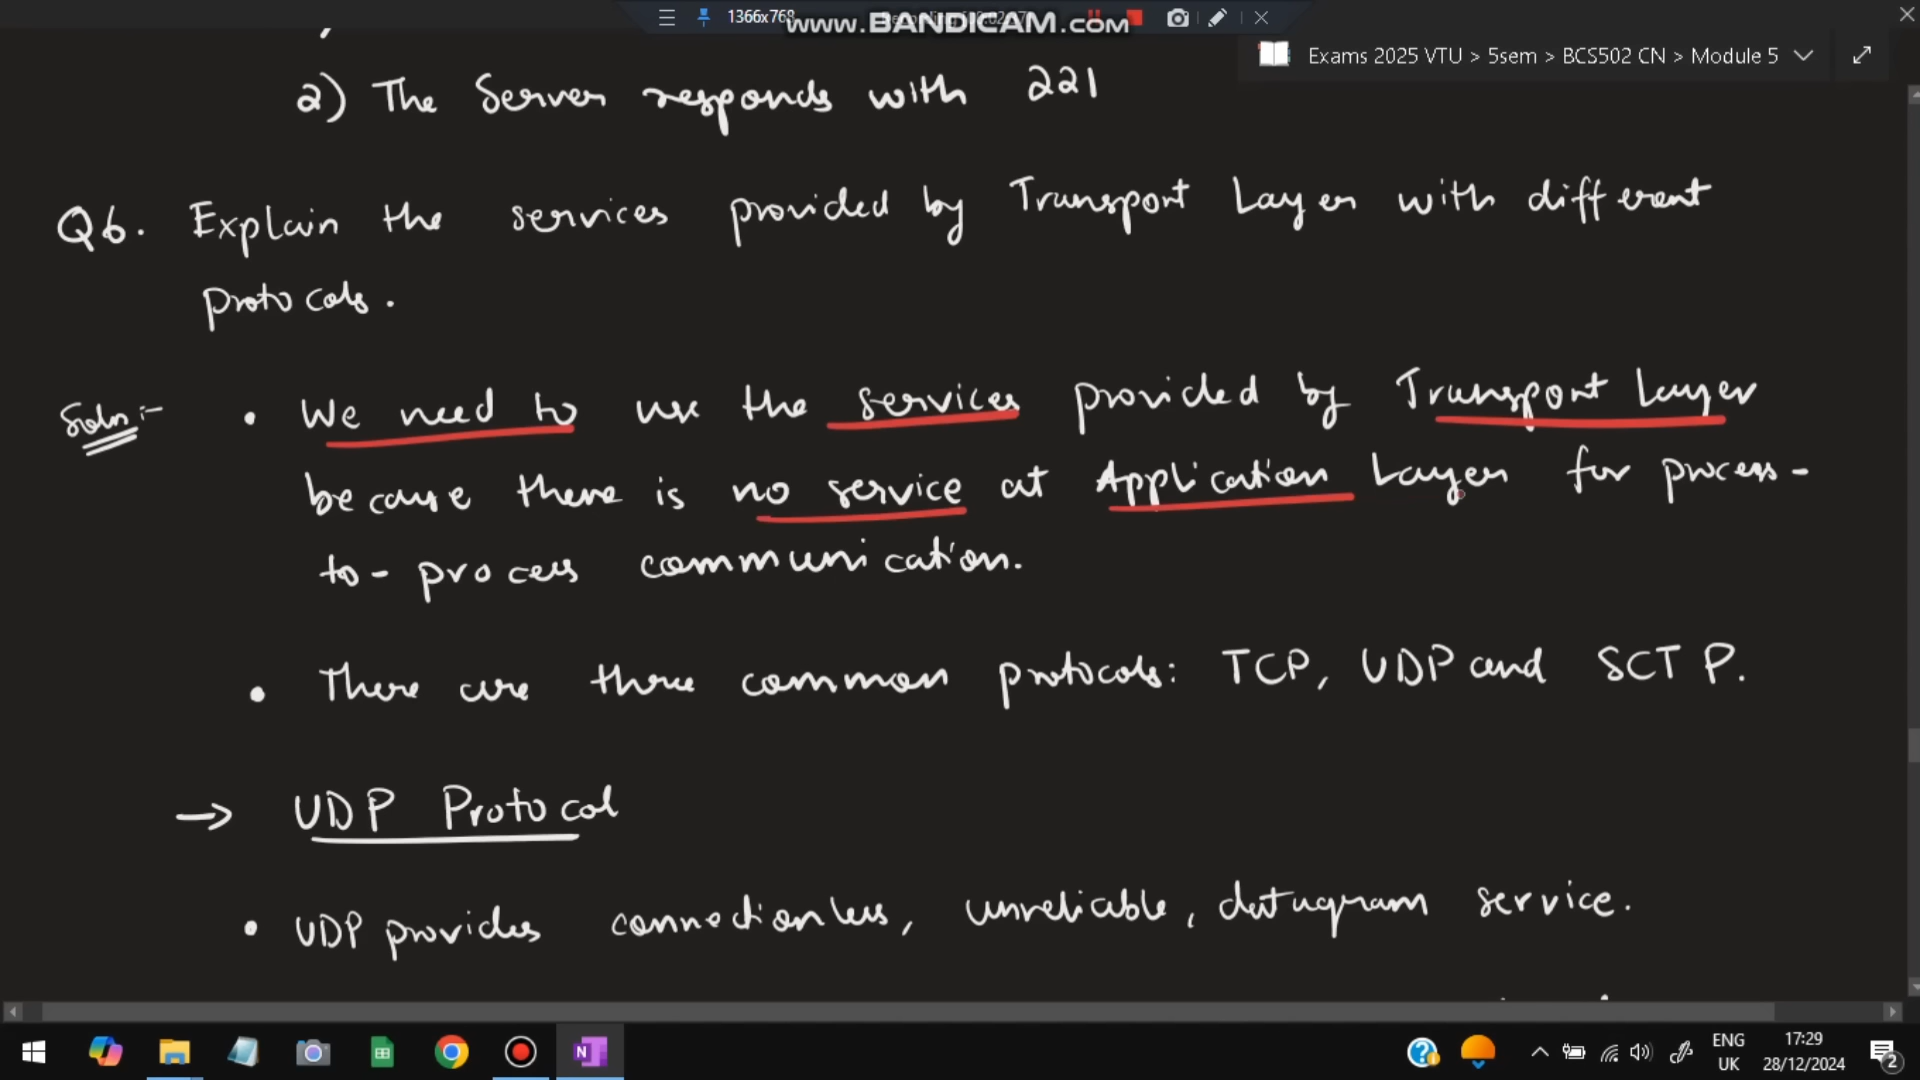 1366x768
www.BANDICAM.com
Exams 2025 VTU > 5sem > BCS502 CN > Module 5
2) The Server responds with 221
Q6. Explain the services provided by Transport Layer with different
protocols.
Soln:-
• We need to use the services provided by Transport Layer
because there is no service at Application Layer for process-
to-process communication.
• There are three common protocols: TCP, UDP and SCTP.
→ UDP Protocol
• UDP provides connectionless, unreliable, datagram service.
ENG
UK
17:29
28/12/2024
2